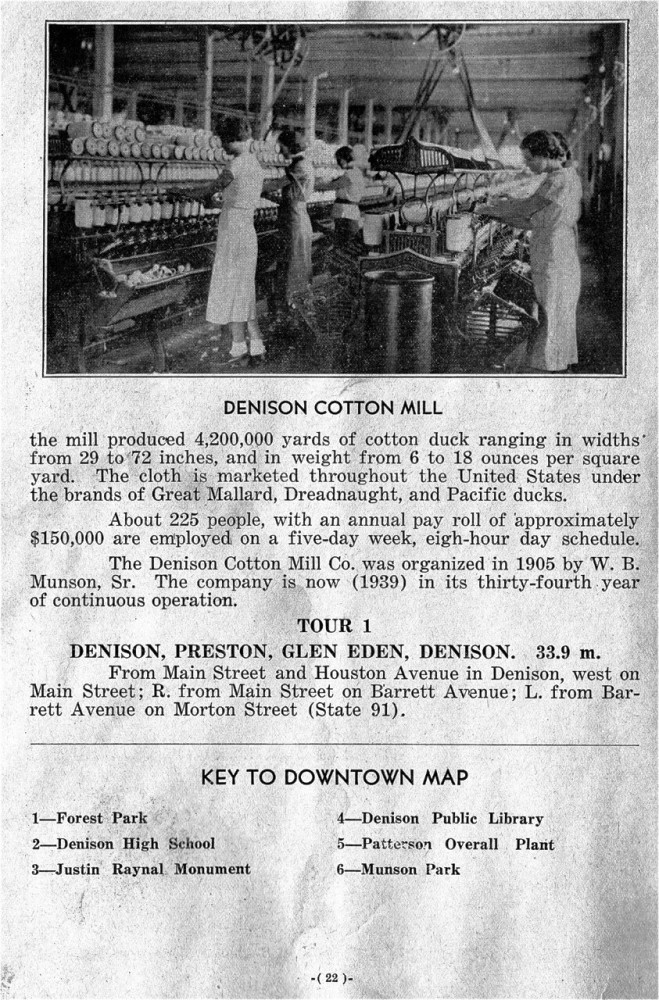 DENISON COTTON MILL
the mill produced 4,200,000 yards of cotton duck ranging in widths
from 29 to 72 inches, and in weight from 6 to 18 ounces per square
yard. The cloth is marketed throughout the United States under
the brands of Great Mallard, Dreadnaught, and Pacific ducks.
About 225 people, with an annual pay roll of approximately
$150,000 are employed on a five-day week, eigh-hour day schedule.
The Denison Cotton Mill Co. was organized in 1905 by W. B.
Munson, Sr. The company is now (1939) in its thirty-fourth year
of continuous operation.
TOUR 1
DENISON, PRESTON, GLEN EDEN, DENISON. 33.9 m.
From Main Street and Houston Avenue in Denison, west on
Main Street; R. from Main Street on Barrett Avenue; L. from Bar-
rett Avenue on Morton Street (State 91).
KEY TO DOWNTOWN MAP
1—Forest Park
2—Denison High School
3—Justin Raynal Monument
4—Denison Public Library
5—Patterson Overall Plant
6—Munson Park
-( 22 )-